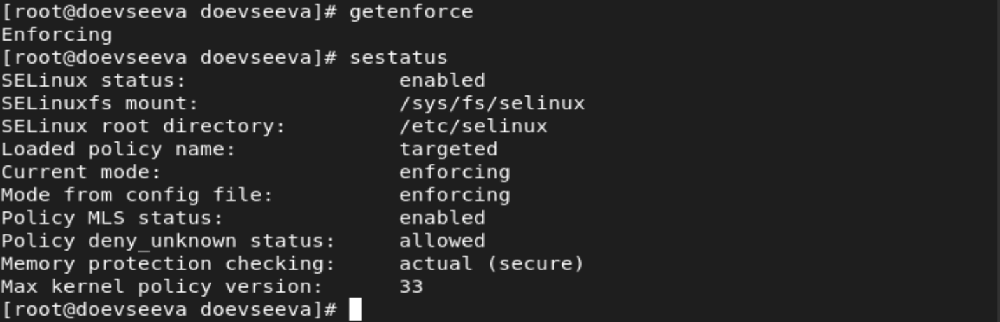 [root@doevseeva doevseeva]# getenforce
Enforcing
[root@doevseeva doevseeva]# sestatus
SELinux status:                 enabled
SELinuxfs mount:                /sys/fs/selinux
SELinux root directory:         /etc/selinux
Loaded policy name:             targeted
Current mode:                   enforcing
Mode from config file:          enforcing
Policy MLS status:              enabled
Policy deny_unknown status:     allowed
Memory protection checking:     actual (secure)
Max kernel policy version:      33
[root@doevseeva doevseeva]#